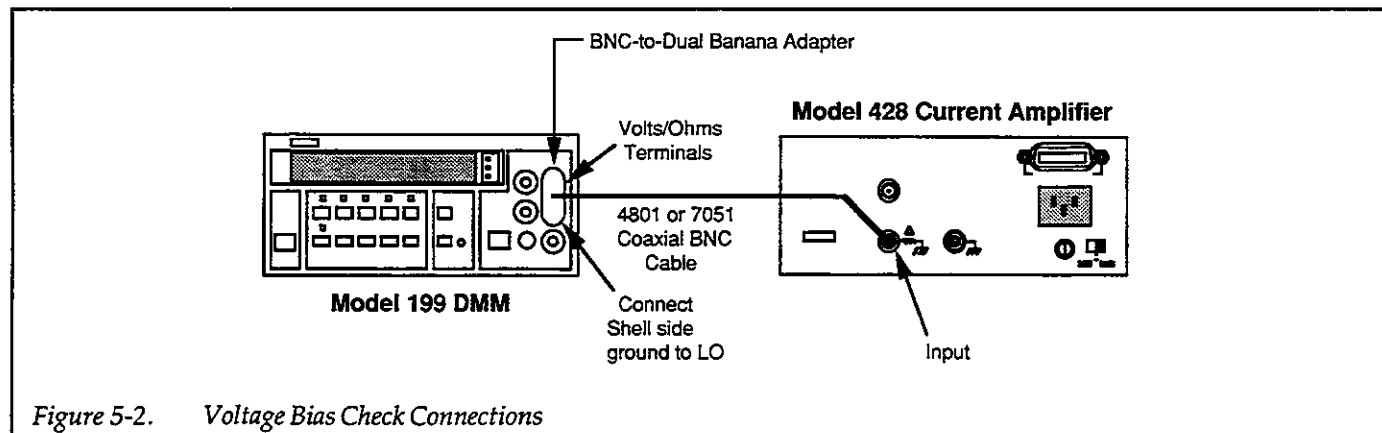 BNC-to-Dual Banana Adapter
Model 428 Current Amplifier
Volts/Ohms
Terminals
4801 or 7051
Coaxial BNC
Cable
Model 199 DMM
Connect
Shell side
ground to LO
Input
Figure 5-2. Voltage Bias Check Connections